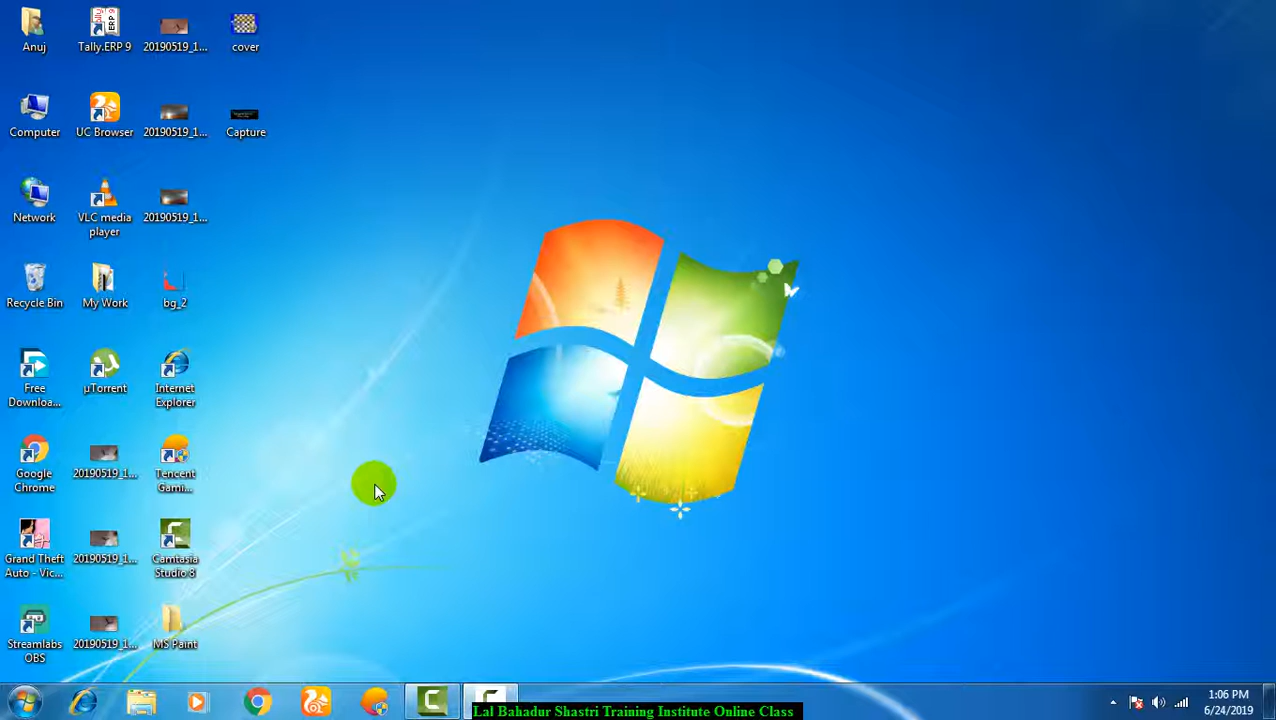 Anuj
Tally.ERP 9
20190519_1...
cover
Computer
UC Browser
20190519_1...
Capture
Network
VLC media
player
20190519_1...
Recycle Bin
My Work
bg_2
Free
Downloa...
µTorrent
Internet
Explorer
Google
Chrome
20190519_1...
Tencent
Gami...
Grand Theft
Auto - Vic...
20190519_1...
Camtasia
Studio 8
Streamlabs
OBS
20190519_1...
MS Paint
1:06 PM
6/24/2019
Lal Bahadur Shastri Training Institute Online Class